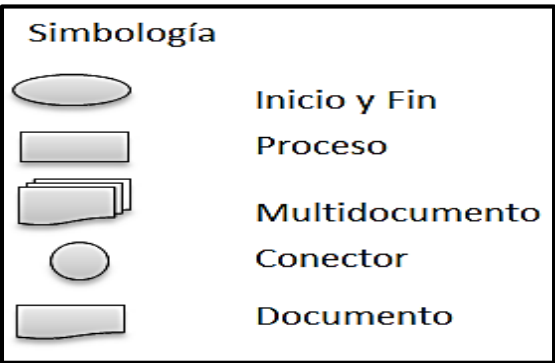 Simbología
Inicio y Fin
Proceso
Multidocumento
Conector
Documento